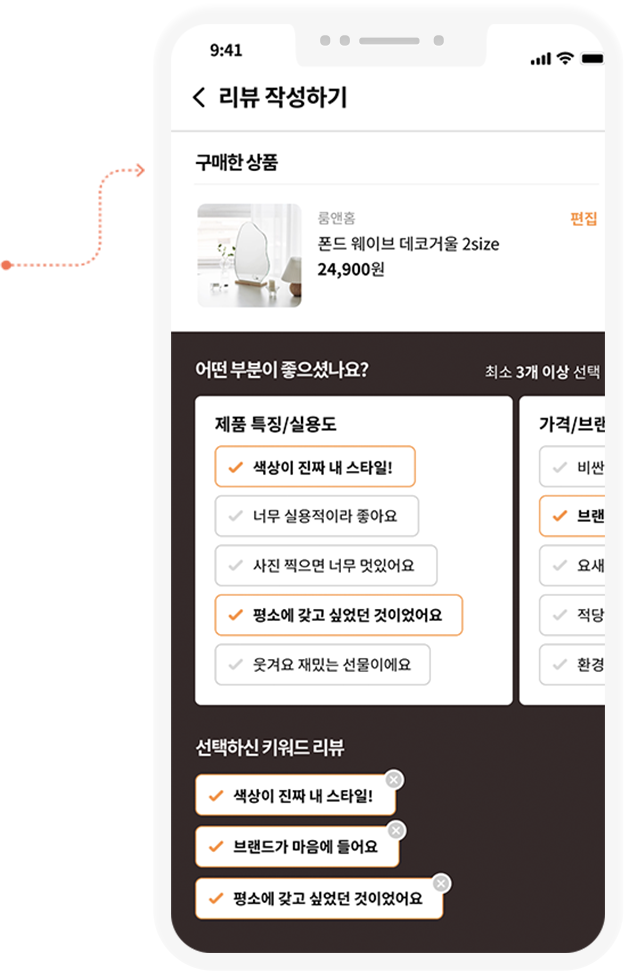 9:41
리뷰 작성하기
구매한 상품
룸앤홈
편집
폰드 웨이브 데코거울 2size
24,900원
어떤 부분이 좋으셨나요?
최소 3개 이상 선택
제품 특징/실용도
색상이 진짜 내 스타일!
너무 실용적이라 좋아요
사진 찍으면 너무 멋있어요
평소에 갖고 싶었던 것이었어요
웃겨요 재밌는 선물이에요
가격/브랜
비싼
브랜
요새
적당
환경
선택하신 키워드 리뷰
색상이 진짜 내 스타일!
브랜드가 마음에 들어요
평소에 갖고 싶었던 것이었어요